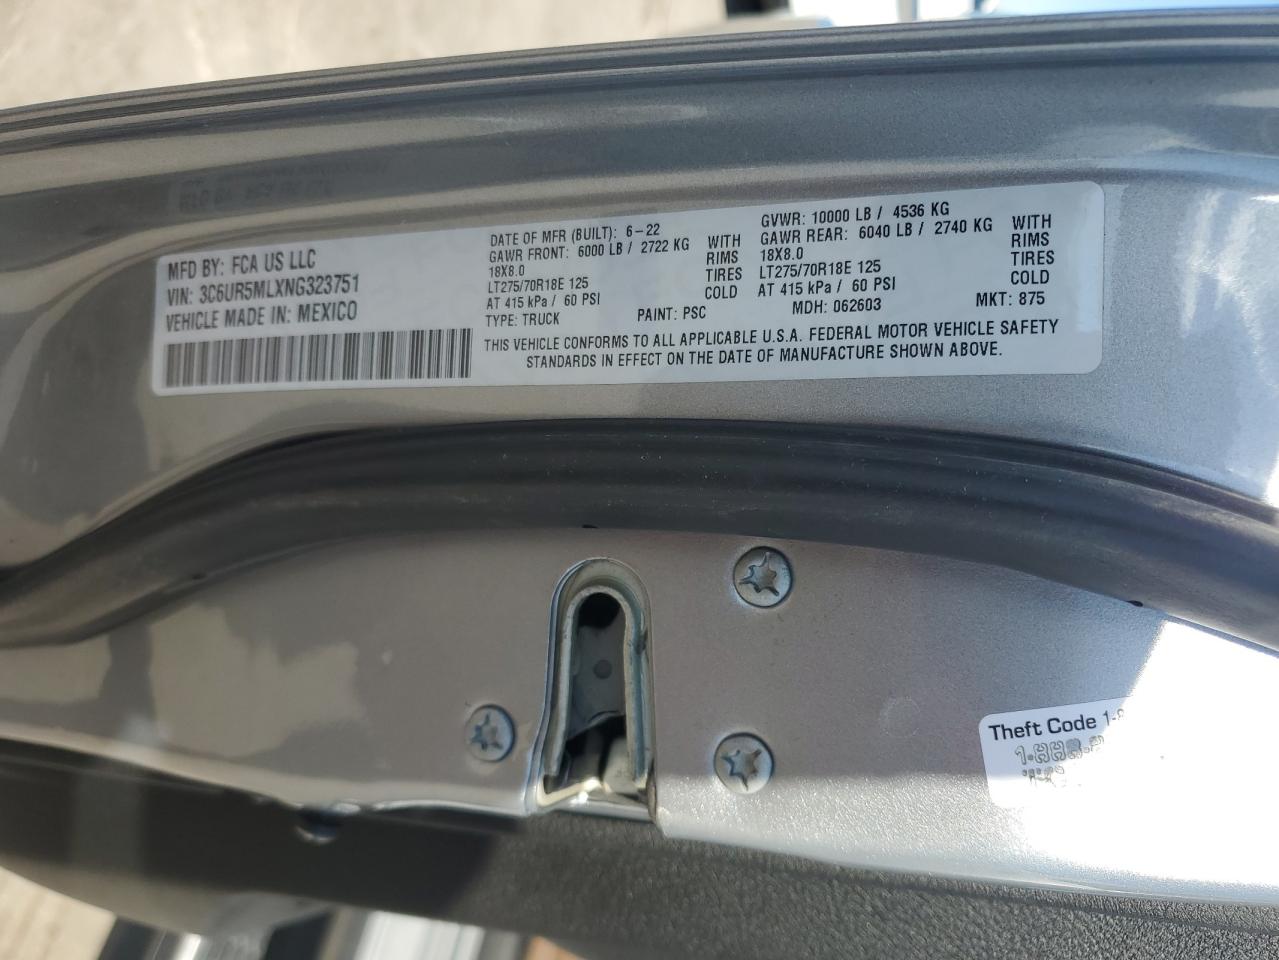 MFD BY: FCA US LLC
VIN: 3C6UR5MLXNG323751
VEHICLE MADE IN: MEXICO
DATE OF MFR (BUILT): 6-22
GAWR FRONT: 6000 LB / 2722 KG WITH
18X8.0 RIMS
LT275/70R18E 125 TIRES
AT 415 kPa / 60 PSI COLD
TYPE: TRUCK PAINT: PSC
GVWR: 10000 LB / 4536 KG
GAWR REAR: 6040 LB / 2740 KG WITH
18X8.0 RIMS
LT275/70R18E 125 TIRES
AT 415 kPa / 60 PSI COLD
MDH: 062603 MKT: 875
THIS VEHICLE CONFORMS TO ALL APPLICABLE U.S.A. FEDERAL MOTOR VEHICLE SAFETY
STANDARDS IN EFFECT ON THE DATE OF MANUFACTURE SHOWN ABOVE.
Theft Code